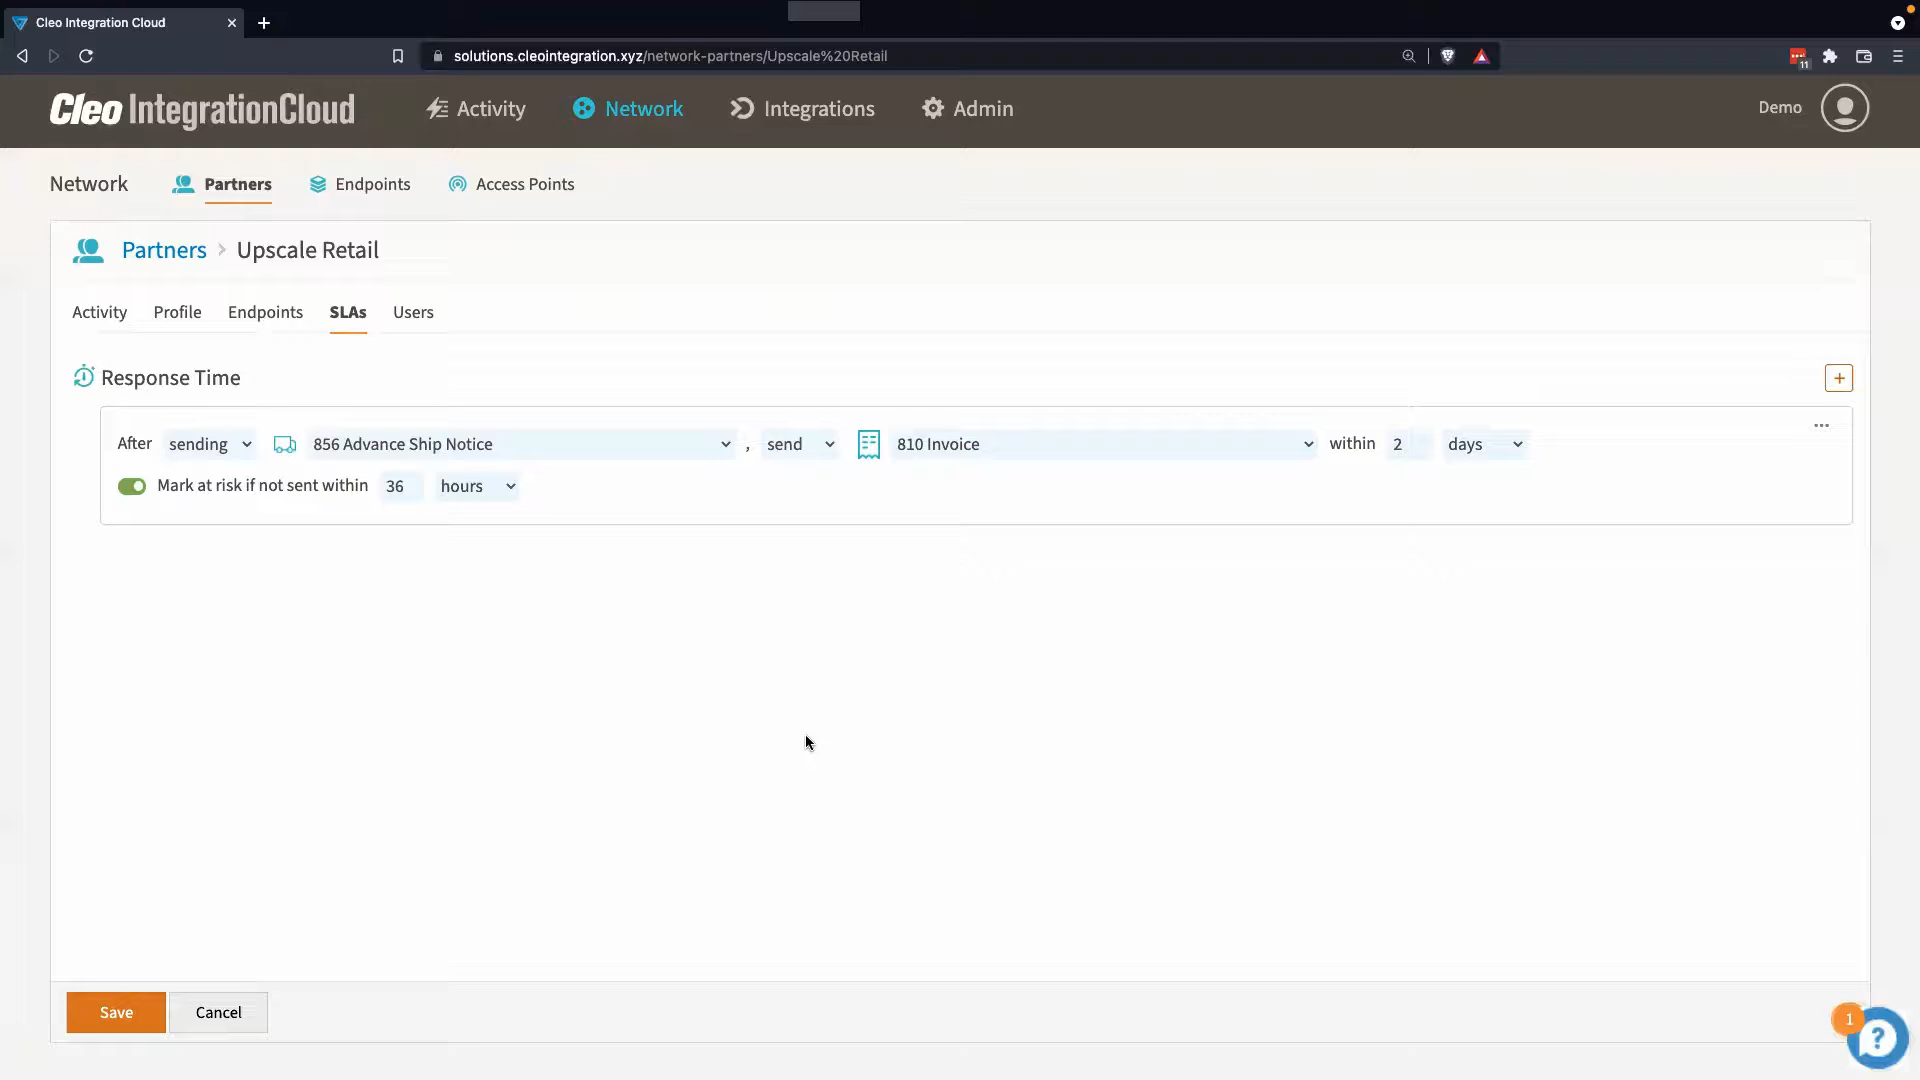 Cleo Integration Cloud
solutions.cleointegration.xyz/network-partners/Upscale%20Retail
11
Cleo IntegrationCloud
Activity
Network
Integrations
Admin
Demo
Network
Partners
Endpoints
Access Points
Partners > Upscale Retail
Activity
Profile
Endpoints
SLAs
Users
Response Time
+
After sending 856 Advance Ship Notice , send 810 Invoice within 2 days
Mark at risk if not sent within 36 hours
Save
Cancel
1
?